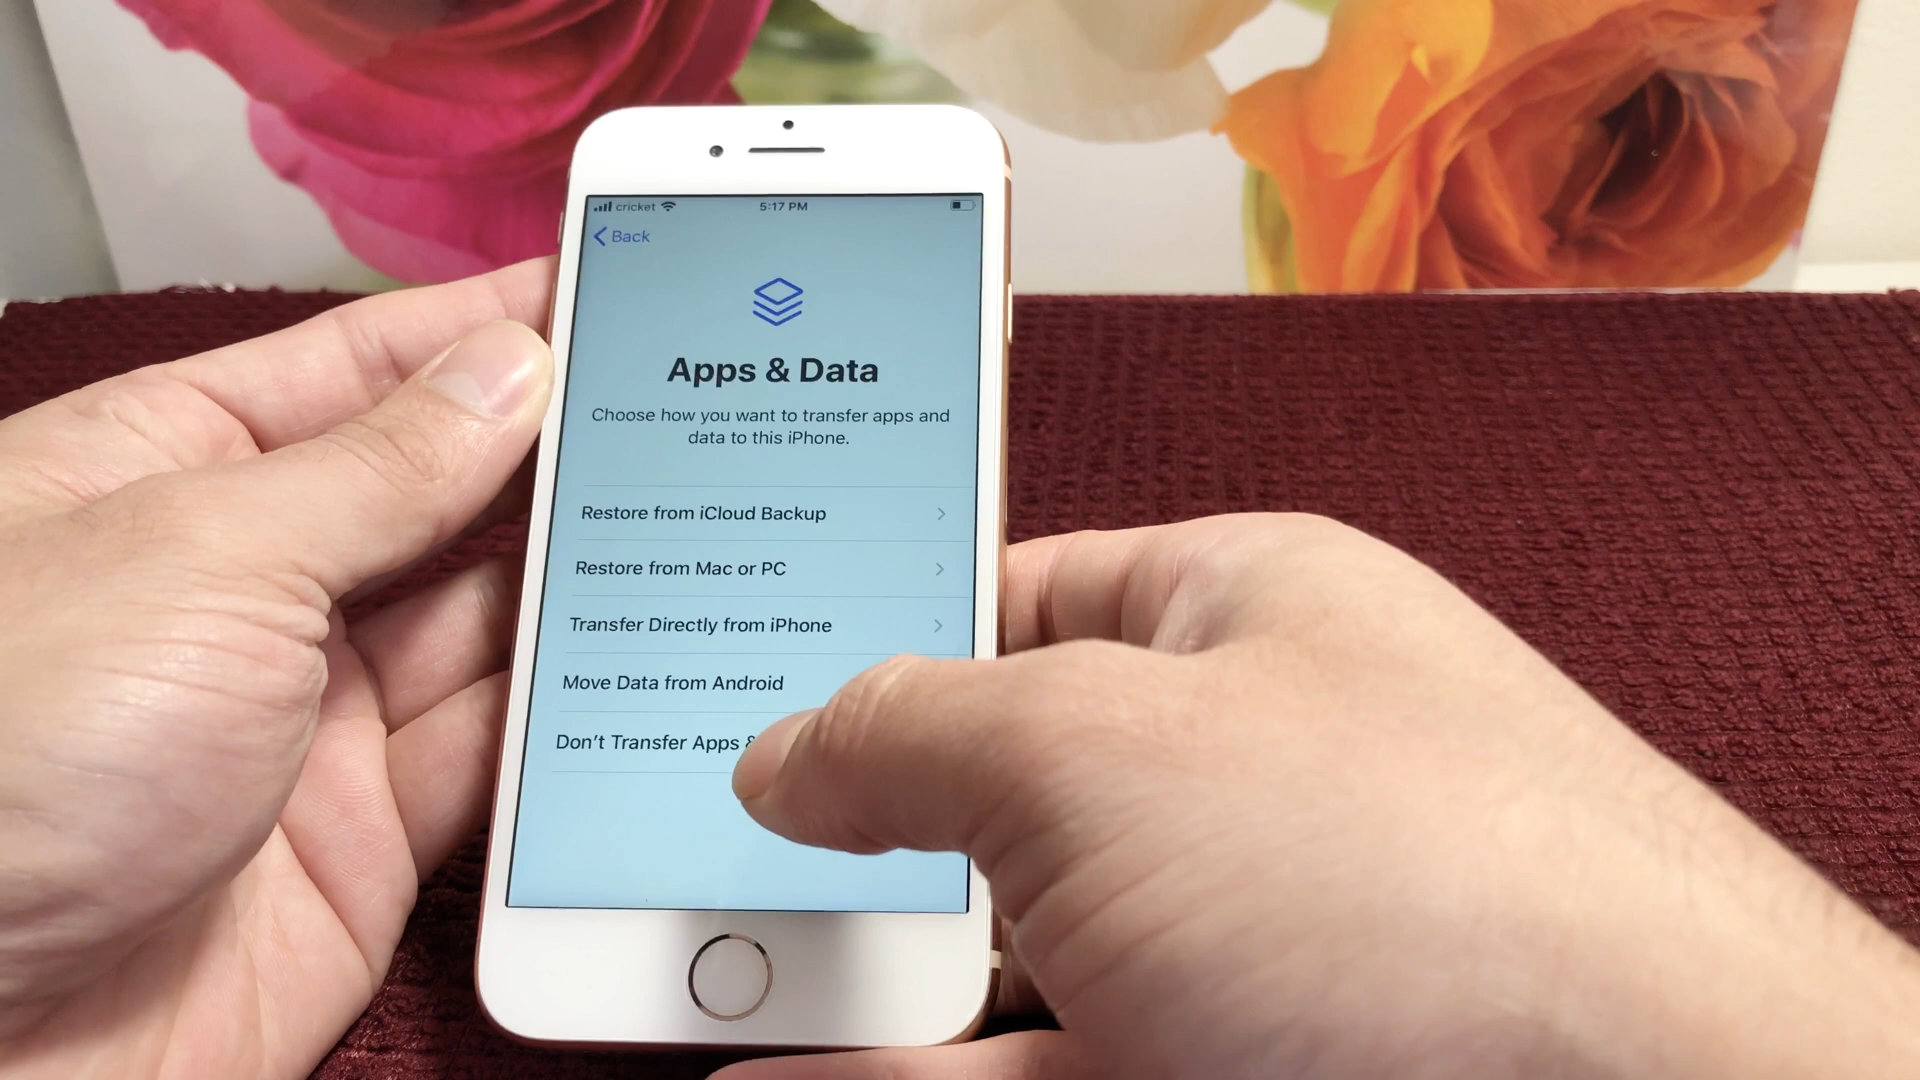 cricket 5:17 PM
Back
Apps & Data
Choose how you want to transfer apps and
data to this iPhone.
Restore from iCloud Backup
Restore from Mac or PC
Transfer Directly from iPhone
Move Data from Android
Don’t Transfer Apps